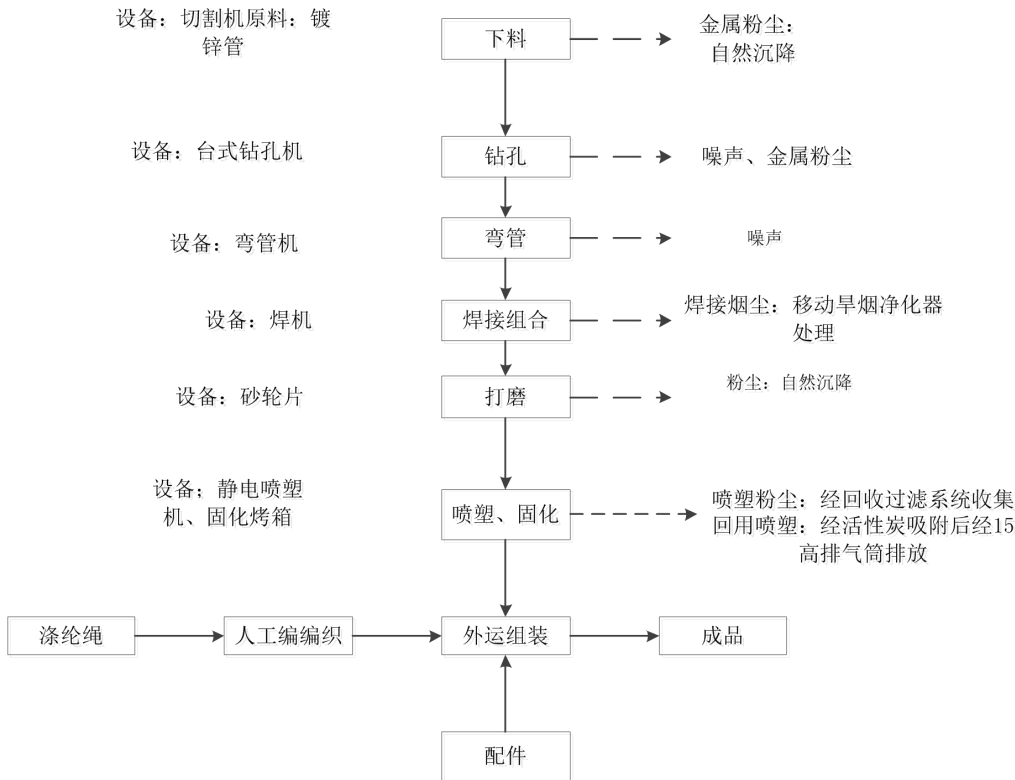 设备：切割机原料：镀
锌管
下料
金属粉尘：
自然沉降
设备：台式钻孔机
钻孔
噪声、金属粉尘
设备：弯管机
弯管
噪声
设备：焊机
焊接组合
焊接烟尘：移动旱烟净化器
处理
设备：砂轮片
打磨
粉尘：自然沉降
设备；静电喷塑
机、固化烤箱
喷塑、固化
喷塑粉尘：经回收过滤系统收集
回用喷塑：经活性炭吸附后经15
高排气筒排放
涤纶绳
人工编编织
外运组装
成品
配件